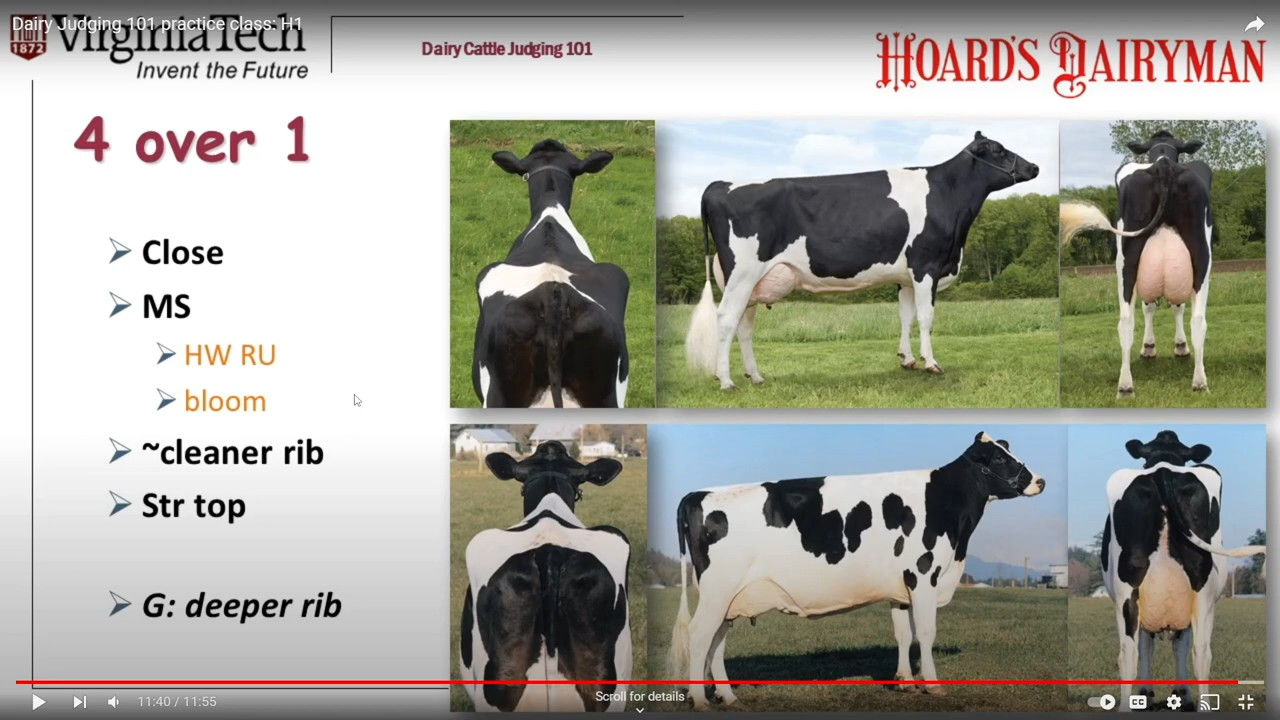 Dairy Judging 101 practice class: H1
1872
VirginiaTech
Invent the Future
Dairy Cattle Judging 101
HOARD'S DAIRYMAN
4 over 1
Close
MS
HW RU
bloom
~cleaner rib
Str top
G: deeper rib
Scroll for details
11:40 / 11:55
CC